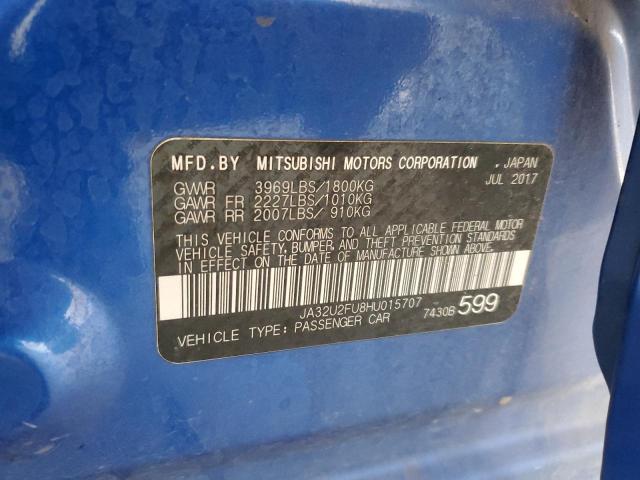 MFD.BY MITSUBISHI MOTORS CORPORATION , JAPAN
GVWR 3969LBS/1800KG JUL 2017
GAWR FR 2227LBS/1010KG
GAWR RR 2007LBS/ 910KG
THIS VEHICLE CONFORMS TO ALL APPLICABLE FEDERAL MOTOR
VEHICLE SAFETY, BUMPER, AND THEFT PREVENTION STANDARDS
IN EFFECT ON THE DATE OF MANUFACTURE SHOWN ABOVE.
JA32U2FU8HU015707
VEHICLE TYPE: PASSENGER CAR 7430B 599